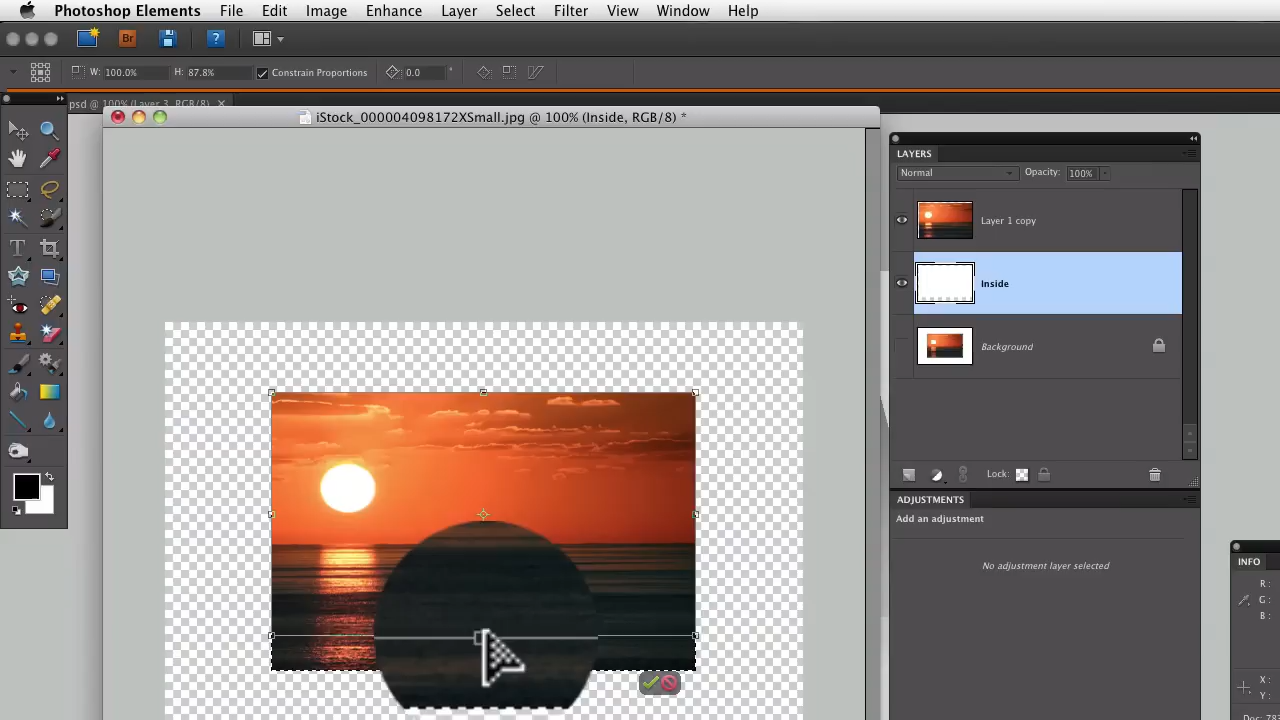 Photoshop Elements File Edit Image Enhance Layer Select Filter View Window Help
Br ?
W: 100.0% H: 87.8% Constrain Proportions 0.0 °
psd @ 100% (Layer 3, RGB/8)
iStock_000004098172XSmall.jpg @ 100% (Inside, RGB/8) *
LAYERS
Normal Opacity: 100%
Layer 1 copy
Inside
Background
Lock:
ADJUSTMENTS
Add an adjustment
No adjustment layer selected
INFO
R :
G :
B :
X :
Y :